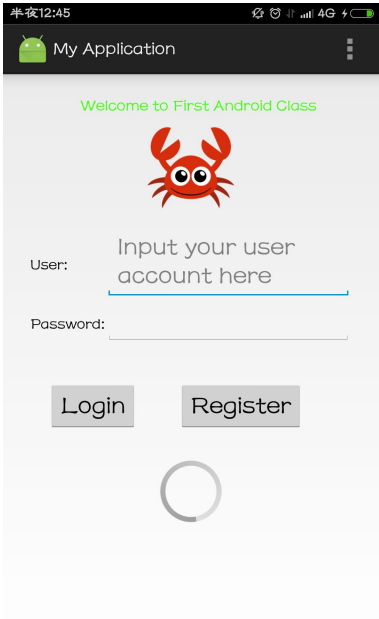 半夜12:45
4G
My Application
Welcome to First Android Class
User:
Input your user
account here
Password:
Login
Register